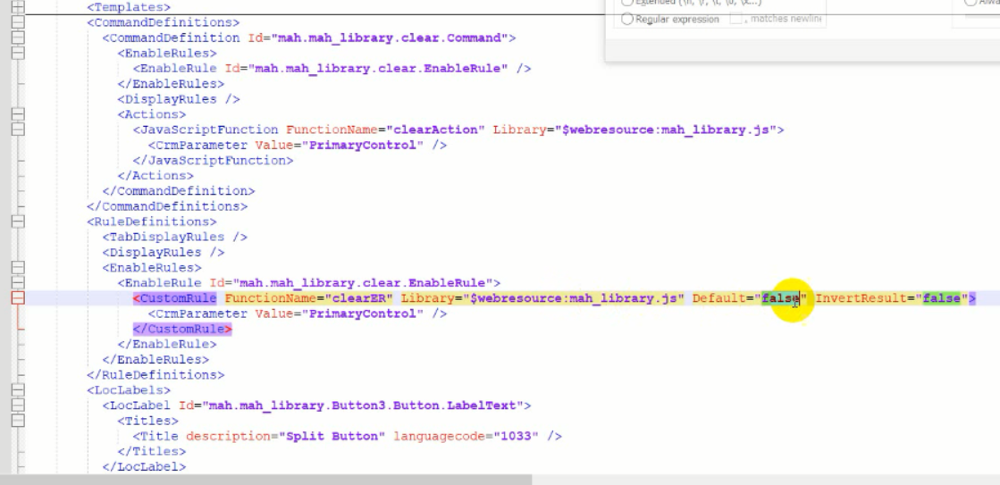 <Templates>
<CommandDefinitions>
<CommandDefinition Id="mah.mah_library.clear.Command">
<EnableRules>
<EnableRule Id="mah.mah_library.clear.EnableRule" />
</EnableRules>
<DisplayRules />
<Actions>
<JavaScriptFunction FunctionName="clearAction" Library="$webresource:mah_library.js">
<CrmParameter Value="PrimaryControl" />
</JavaScriptFunction>
</Actions>
</CommandDefinition>
</CommandDefinitions>
<RuleDefinitions>
<TabDisplayRules />
<DisplayRules />
<EnableRules>
<EnableRule Id="mah.mah_library.clear.EnableRule">
<CustomRule FunctionName="clearER" Library="$webresource:mah_library.js" Default="false" InvertResult="false">
<CrmParameter Value="PrimaryControl" />
</CustomRule>
</EnableRule>
</EnableRules>
</RuleDefinitions>
<LocLabels>
<LocLabel Id="mah.mah_library.Button3.Button.LabelText">
<Titles>
<Title description="Split Button" languagecode="1033" />
</Titles>
</LocLabel>
Extended (\n, \r, \t, \0, \x...)
Regular expression
. matches newline